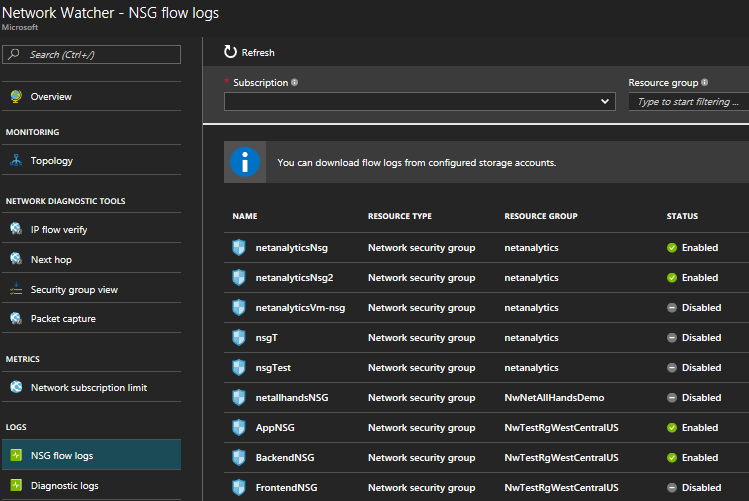 Network Watcher - NSG flow logs
Microsoft
Search (Ctrl+/)
Overview
MONITORING
Topology
NETWORK DIAGNOSTIC TOOLS
IP flow verify
Next hop
Security group view
Packet capture
METRICS
Network subscription limit
LOGS
NSG flow logs
Diagnostic logs
Refresh
* Subscription
Resource group
Type to start filtering ...
You can download flow logs from configured storage accounts.
NAME RESOURCE TYPE RESOURCE GROUP STATUS
netanalyticsNsg Network security group netanalytics Enabled
netanalyticsNsg2 Network security group netanalytics Enabled
netanalyticsVm-nsg Network security group netanalytics Disabled
nsgT Network security group netanalytics Disabled
nsgTest Network security group netanalytics Disabled
netallhandsNSG Network security group NwNetAllHandsDemo Disabled
AppNSG Network security group NwTestRgWestCentralUS Enabled
BackendNSG Network security group NwTestRgWestCentralUS Enabled
FrontendNSG Network security group NwTestRgWestCentralUS Disabled